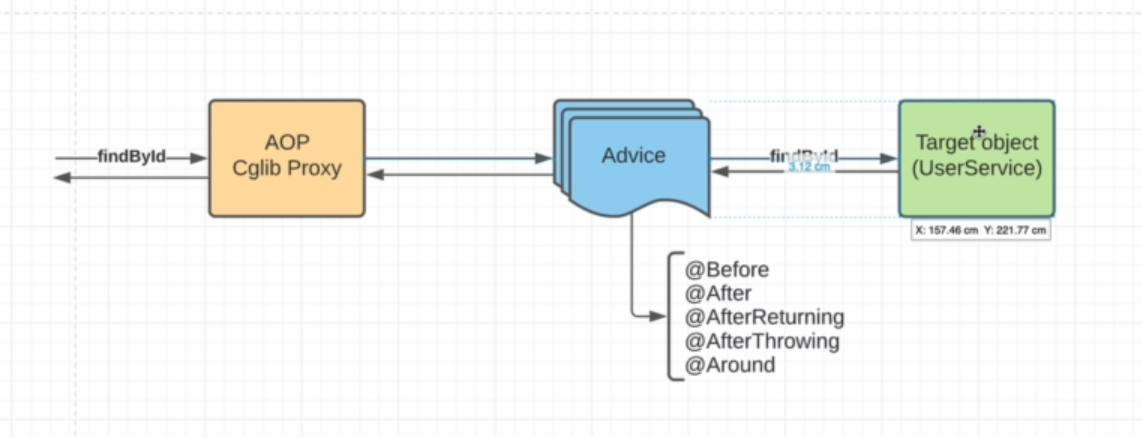 findById
AOP
Cglib Proxy
Advice
findById
3.12 cm
Target object
(UserService)
X: 157.46 cm Y: 221.77 cm
@Before
@After
@AfterReturning
@AfterThrowing
@Around